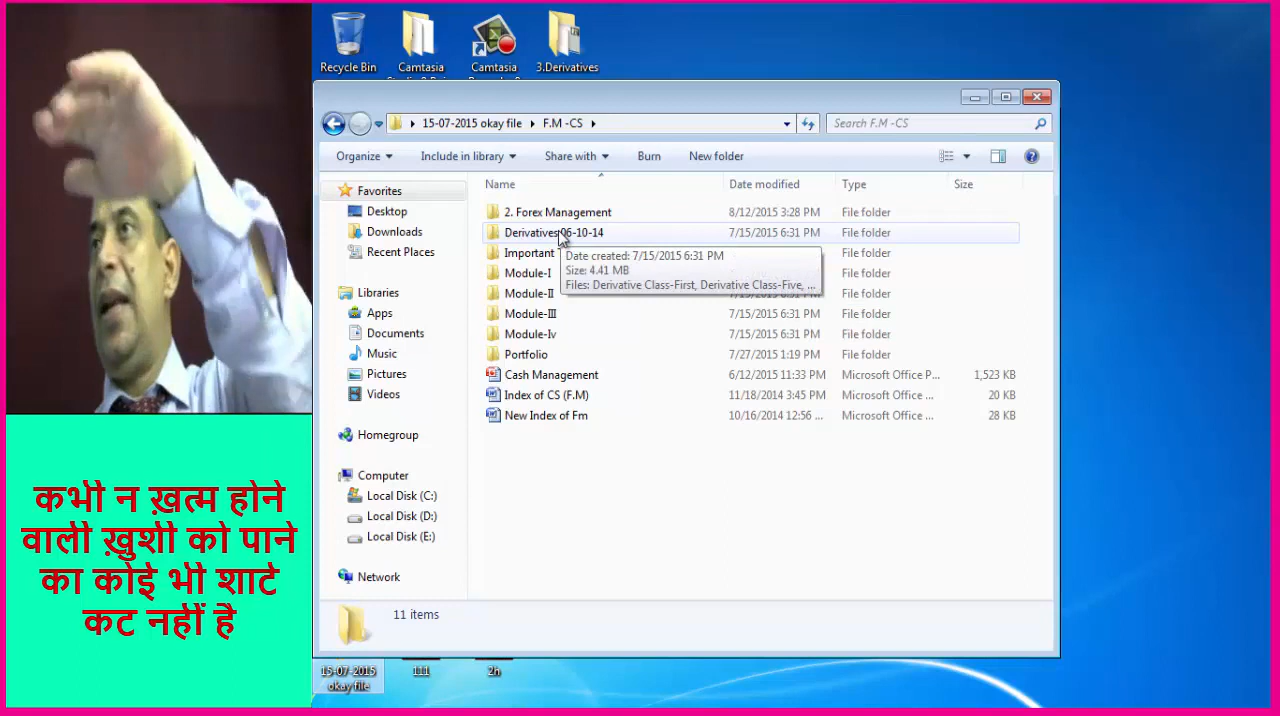 Recycle Bin
Camtasia
Camtasia
3.Derivatives
15-07-2015 okay file
F.M -CS
Search F.M -CS
Organize
Include in library
Share with
Burn
New folder
Name
Date modified
Type
Size
Favorites
Desktop
Downloads
Recent Places
Libraries
Apps
Documents
Music
Pictures
Videos
Homegroup
Computer
Local Disk (C:)
Local Disk (D:)
Local Disk (E:)
Network
2. Forex Management 8/12/2015 3:28 PM File folder
Derivatives 06-10-14 7/15/2015 6:31 PM File folder
Important File folder
Module-I File folder
Module-II File folder
Module-III 7/15/2015 6:31 PM File folder
Module-Iv 7/15/2015 6:31 PM File folder
Portfolio 7/27/2015 1:19 PM File folder
Cash Management Microsoft Office P... 1,523 KB
Index of CS (F.M) 11/18/2014 3:45 PM Microsoft Office ... 20 KB
New Index of Fm 10/16/2014 12:56 ... Microsoft Office ... 28 KB
Date created: 7/15/2015 6:31 PM
Size: 4.41 MB
Files: Derivative Class-First, Derivative Class-Five, ...
11 items
15-07-2015
okay file
111
2n
कभी न ख़त्म होने
वाली ख़ुशी को पाने
का कोई भी शार्ट
कट नहीं है